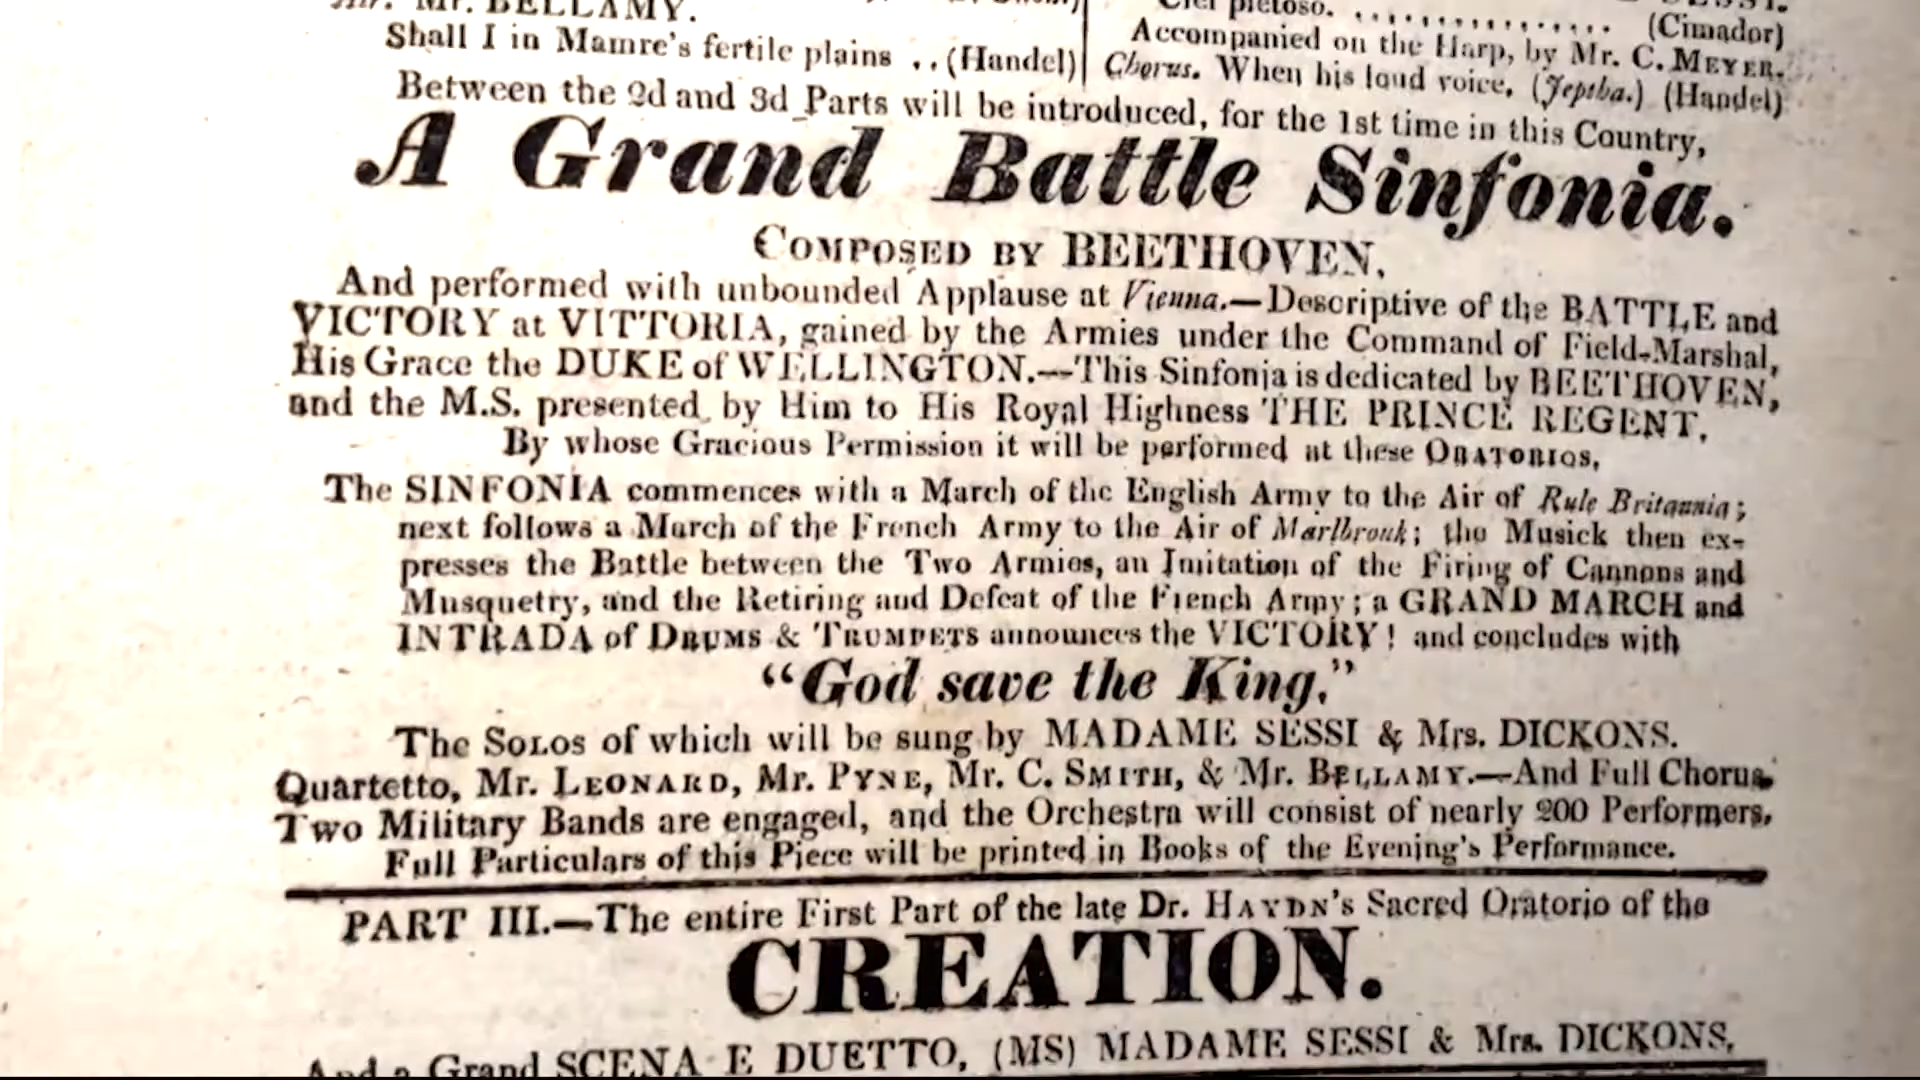 Air. Mr. BELLAMY.
Shall I in Mamre's fertile plains .. (Handel)
Ciel pietoso. ................ (Cimador)
Accompanied on the Harp, by Mr. C. MEYER.
Chorus. When his loud voice, (Jeptha.) (Handel)
Between the 2d and 3d Parts will be introduced, for the 1st time in this Country,
A Grand Battle Sinfonia.
COMPOSED BY BEETHOVEN,
And performed with unbounded Applause at Vienna.—Descriptive of the BATTLE and
VICTORY at VITTORIA, gained by the Armies under the Command of Field-Marshal,
His Grace the DUKE of WELLINGTON.—This Sinfonia is dedicated by BEETHOVEN,
and the M.S. presented by Him to His Royal Highness THE PRINCE REGENT,
By whose Gracious Permission it will be performed at these ORATORIOS,
The SINFONIA commences with a March of the English Army to the Air of Rule Britannia;
next follows a March of the French Army to the Air of Marlbrouk; the Musick then ex-
presses the Battle between the Two Armies, an Imitation of the Firing of Cannons and
Musquetry, and the Retiring and Defeat of the French Army; a GRAND MARCH and
INTRADA of DRUMS & TRUMPETS announces the VICTORY! and concludes with
"God save the King."
The SOLOS of which will be sung by MADAME SESSI & Mrs. DICKONS.
Quartetto, Mr. LEONARD, Mr. PYNE, Mr. C. SMITH, & Mr. BELLAMY.—And Full Chorus.
Two Military Bands are engaged, and the Orchestra will consist of nearly 200 Performers,
Full Particulars of this Piece will be printed in Books of the Evening's Performance.
PART III.—The entire First Part of the late Dr. HAYDN'S Sacred Oratorio of the
CREATION.
And a Grand SCENA E DUETTO, (MS) MADAME SESSI & Mrs. DICKONS,